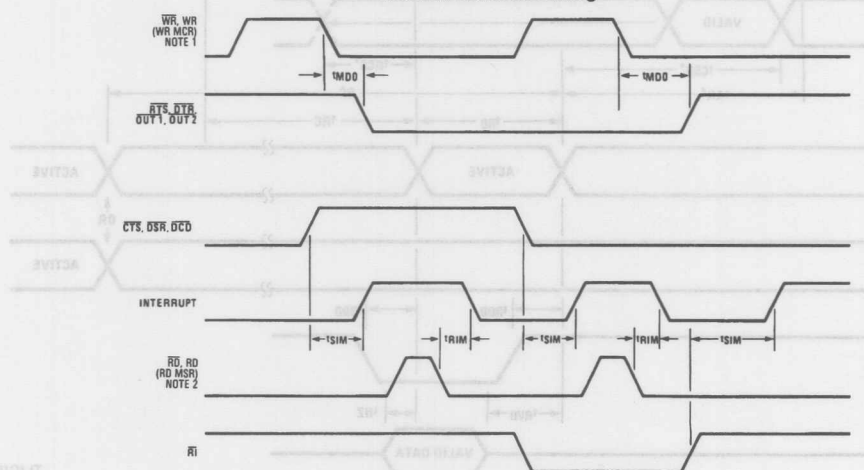 WR, WR
(WR MCR)
NOTE 1
tMDO
tMDO
RTS, DTR,
OUT 1, OUT 2
CTS, DSR, DCD
INTERRUPT
tSIM
tRIM
tSIM
tRIM
tSIM
RD, RD
(RD MSR)
NOTE 2
RI
VALID
ACTIVE
ACTIVE
ACTIVE
VALID DATA